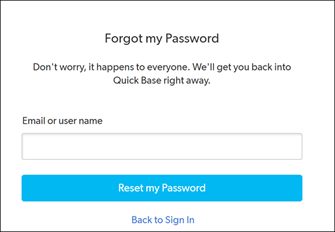 Forgot my Password
Don't worry, it happens to everyone. We'll get you back into
Quick Base right away.
Email or user name
Reset my Password
Back to Sign In